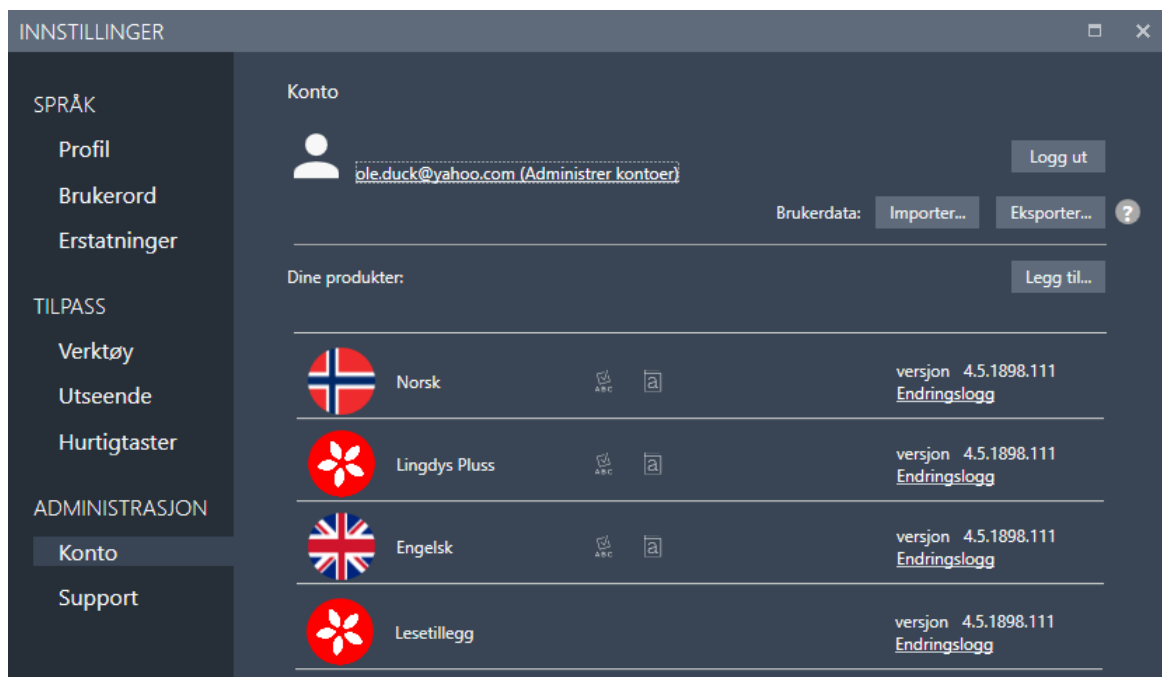 INNSTILLINGER
SPRÅK
Profil
Brukerord
Erstatninger
TILPASS
Verktøy
Utseende
Hurtigtaster
ADMINISTRASJON
Konto
Support
Konto
ole.duck@yahoo.com (Administrer kontoer)
Logg ut
Brukerdata: Importer... Eksporter... ?
Dine produkter: Legg til...
Norsk ABC a versjon 4.5.1898.111
Endringslogg
Lingdys Pluss ABC a versjon 4.5.1898.111
Endringslogg
Engelsk ABC a versjon 4.5.1898.111
Endringslogg
Lesetillegg versjon 4.5.1898.111
Endringslogg